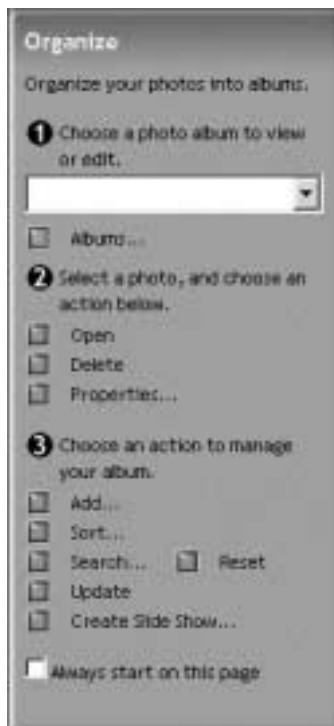 Organize
Organize your photos into albums.
1 Choose a photo album to view
or edit.
Albums...
2 Select a photo, and choose an
action below.
Open
Delete
Properties...
3 Choose an action to manage
your album.
Add...
Sort...
Search... Reset
Update
Create Slide Show...
Always start on this page